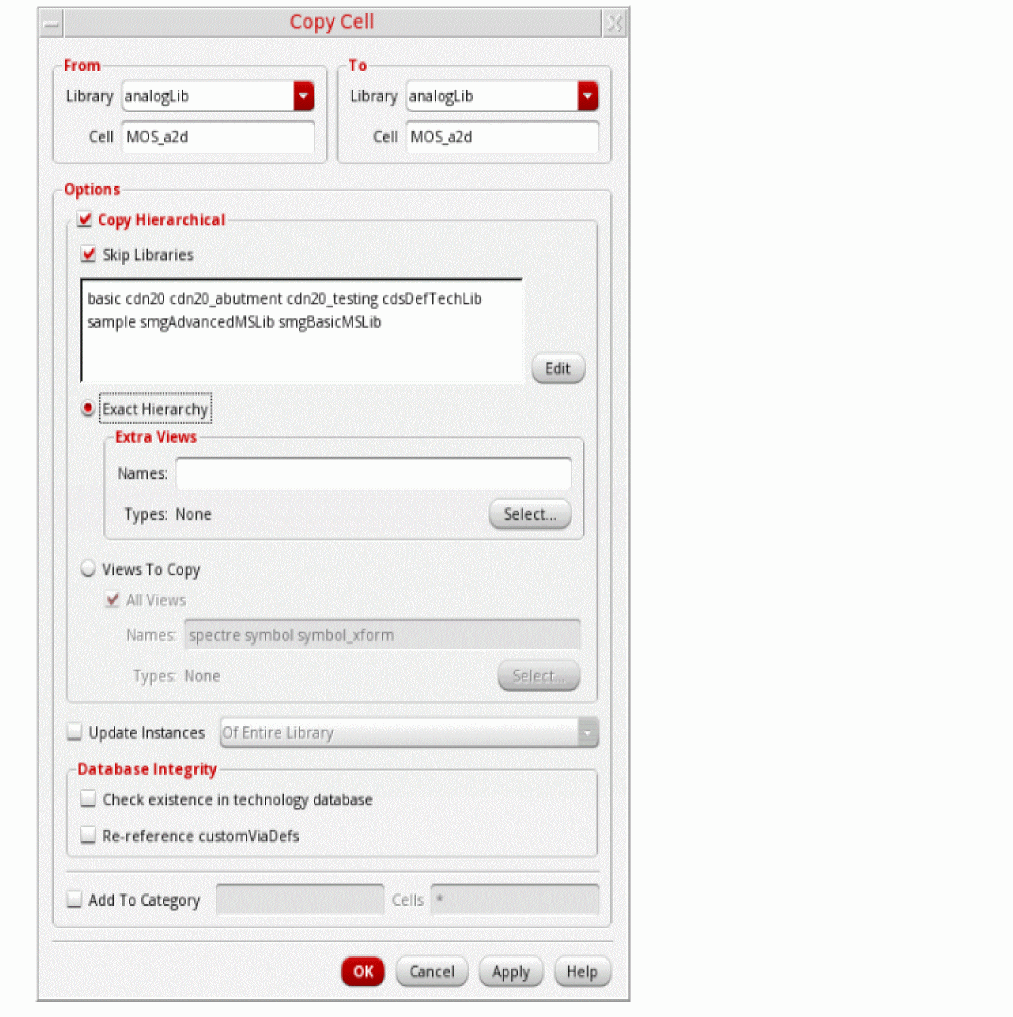 Copy Cell
From
Library analogLib
Cell MOS_a2d
To
Library analogLib
Cell MOS_a2d
Options
Copy Hierarchical
Skip Libraries
basic cdn20 cdn20_abutment cdn20_testing cdsDefTechLib
sample smgAdvancedMSLib smgBasicMSLib
Edit
Exact Hierarchy
Extra Views
Names:
Types: None
Select...
Views To Copy
All Views
Names: spectre symbol symbol_xform
Types: None
Select...
Update Instances Of Entire Library
Database Integrity
Check existence in technology database
Re-reference customViaDefs
Add To Category Cells *
OK Cancel Apply Help